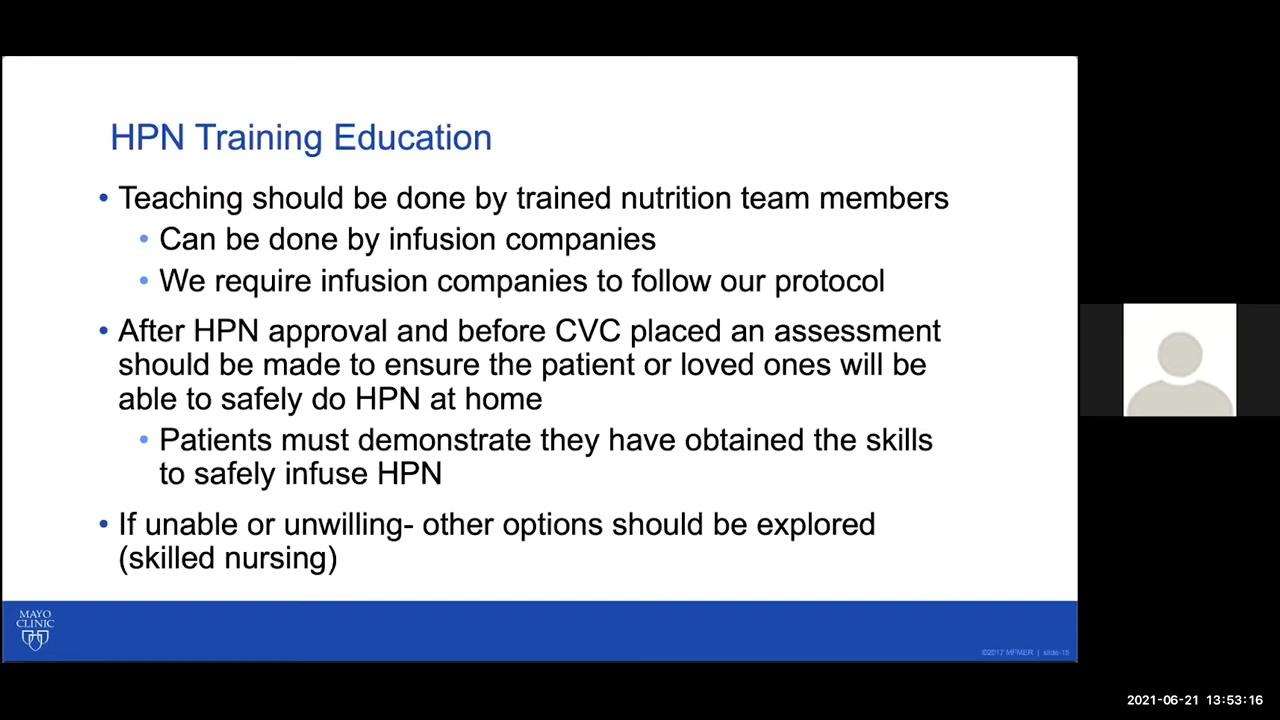 HPN Training Education
• Teaching should be done by trained nutrition team members
• Can be done by infusion companies
• We require infusion companies to follow our protocol
• After HPN approval and before CVC placed an assessment
should be made to ensure the patient or loved ones will be
able to safely do HPN at home
• Patients must demonstrate they have obtained the skills
to safely infuse HPN
• If unable or unwilling- other options should be explored
(skilled nursing)
MAYO
CLINIC
©2017 MFMER | slide-15
2021-06-21 13:53:16